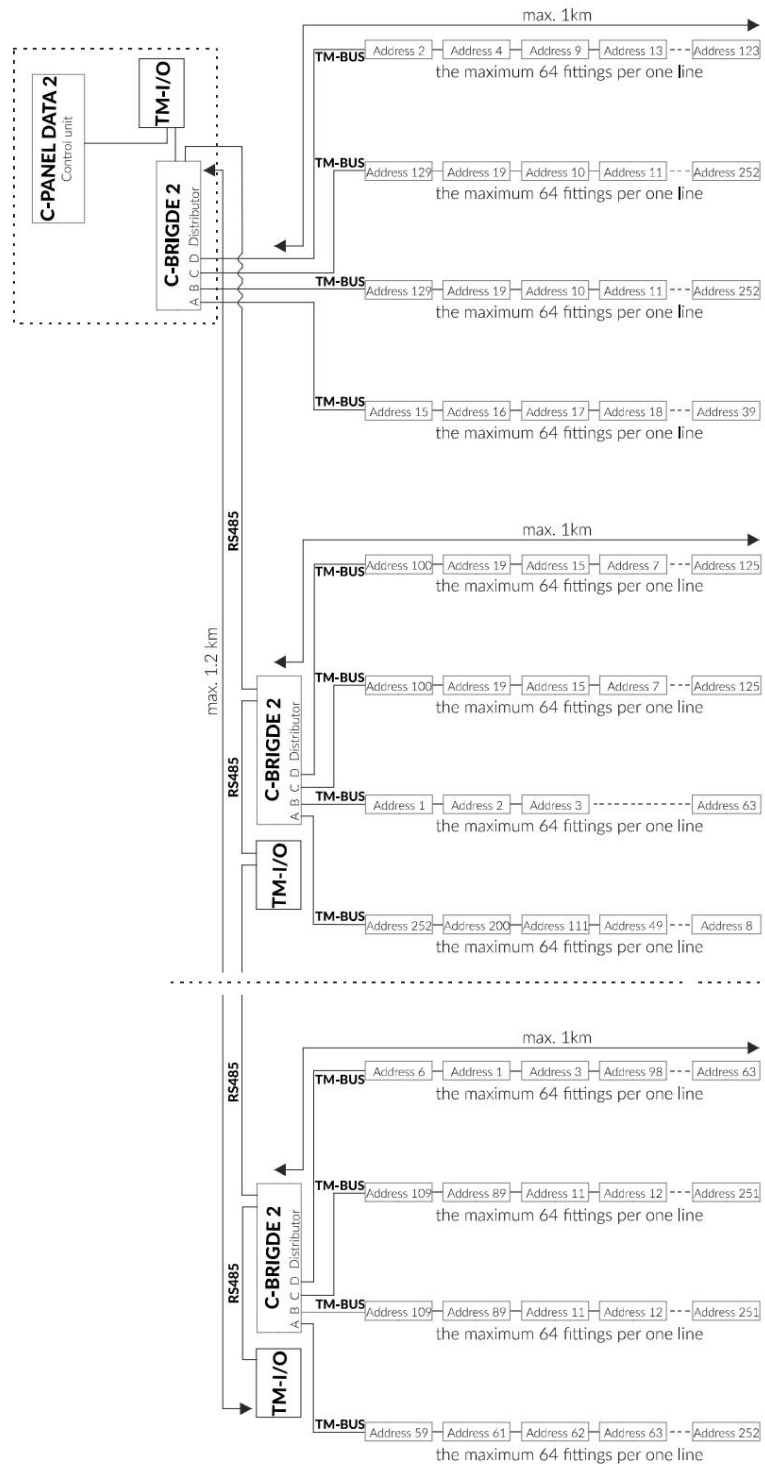 max. 1km
C-PANEL DATA 2
Control unit
TM-I/O
C-BRIGDE 2
Distributor
A B C D
TM-BUS
Address 2 Address 4 Address 9 Address 13 Address 123
the maximum 64 fittings per one line
TM-BUS
Address 129 Address 19 Address 10 Address 11 Address 252
the maximum 64 fittings per one line
TM-BUS
Address 129 Address 19 Address 10 Address 11 Address 252
the maximum 64 fittings per one line
TM-BUS
Address 15 Address 16 Address 17 Address 18 Address 39
the maximum 64 fittings per one line
RS485
max. 1.2 km
max. 1km
TM-BUS
Address 100 Address 19 Address 15 Address 7 Address 125
the maximum 64 fittings per one line
C-BRIGDE 2
Distributor
A B C D
RS485
TM-BUS
Address 100 Address 19 Address 15 Address 7 Address 125
the maximum 64 fittings per one line
TM-BUS
Address 1 Address 2 Address 3 Address 63
the maximum 64 fittings per one line
TM-I/O
TM-BUS
Address 252 Address 200 Address 111 Address 49 Address 8
the maximum 64 fittings per one line
RS485
max. 1km
TM-BUS
Address 6 Address 1 Address 3 Address 98 Address 63
the maximum 64 fittings per one line
C-BRIGDE 2
Distributor
A B C D
RS485
TM-BUS
Address 109 Address 89 Address 11 Address 12 Address 251
the maximum 64 fittings per one line
TM-BUS
Address 109 Address 89 Address 11 Address 12 Address 251
the maximum 64 fittings per one line
TM-I/O
TM-BUS
Address 59 Address 61 Address 62 Address 63 Address 252
the maximum 64 fittings per one line